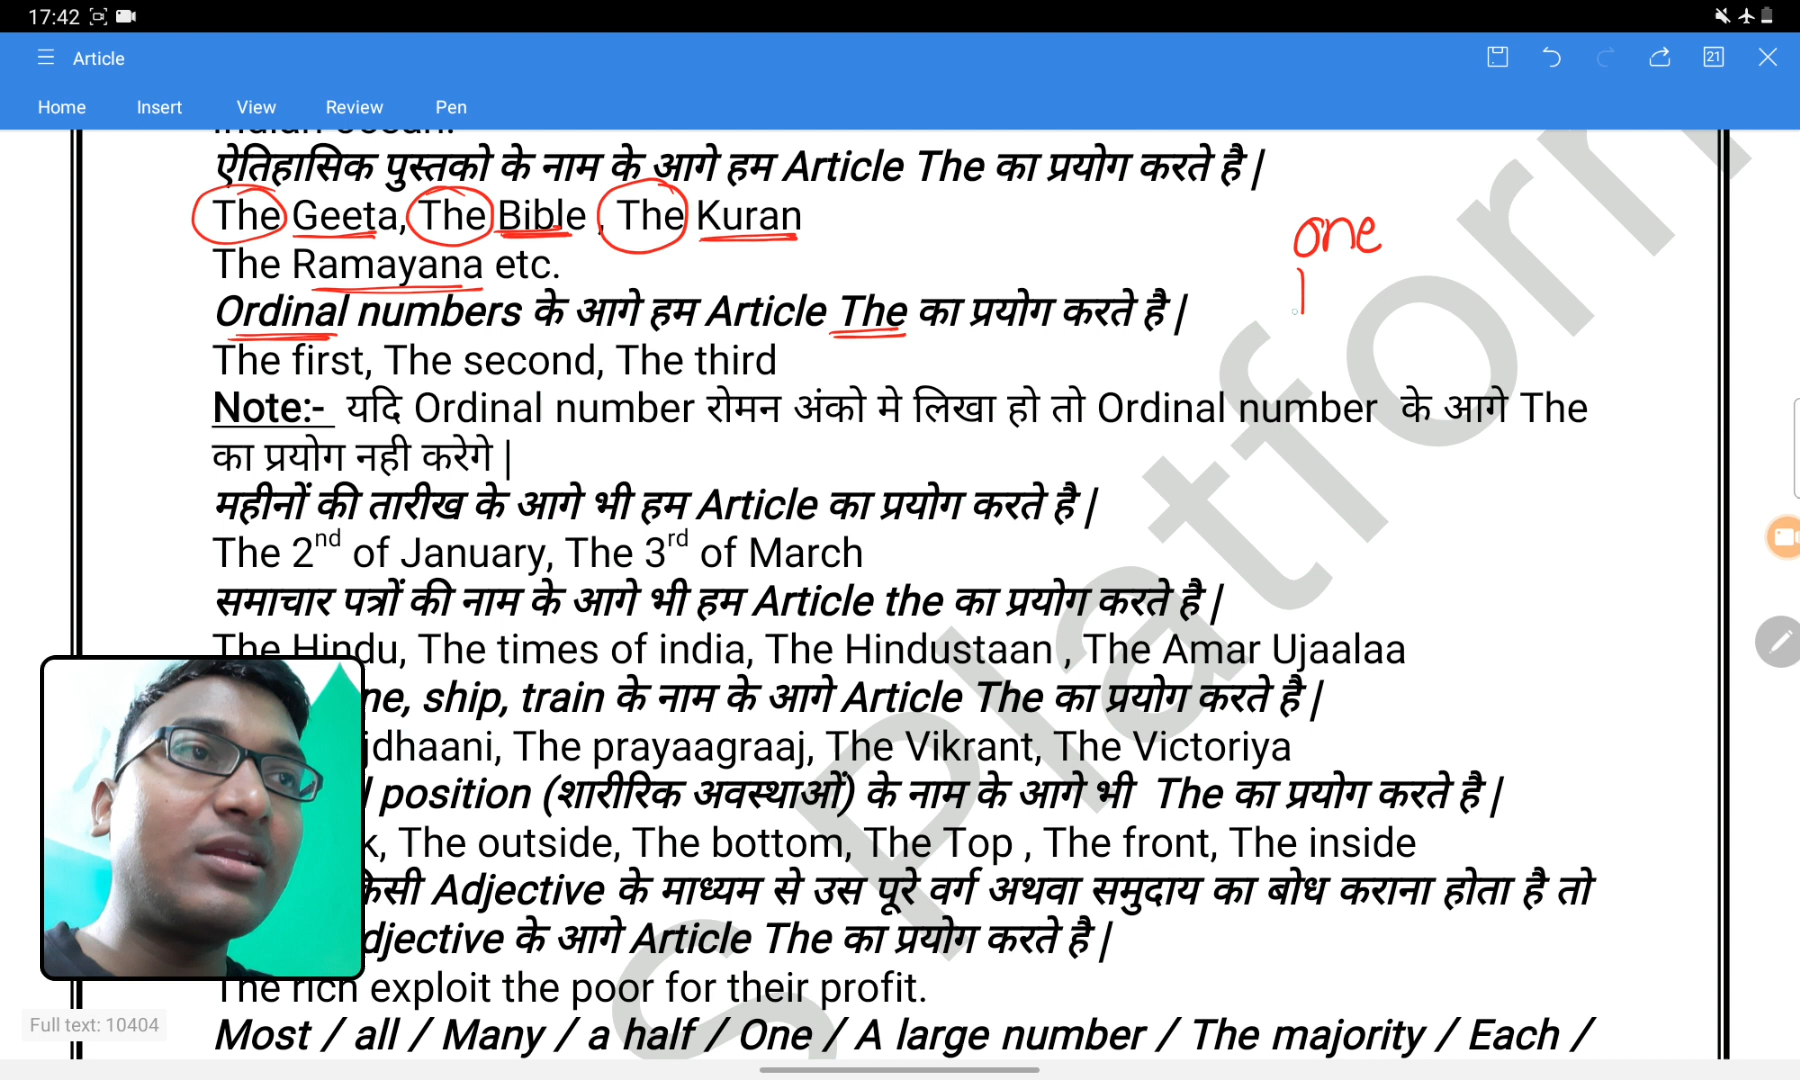 17:42
Article
21
Home Insert View Review Pen
ऐतिहासिक पुस्तको के नाम के आगे हम Article The का प्रयोग करते है |
The Geeta, The Bible , The Kuran
one
The Ramayana etc.
1
Ordinal numbers के आगे हम Article The का प्रयोग करते है |
The first, The second, The third
Note:- यदि Ordinal number रोमन अंको मे लिखा हो तो Ordinal number के आगे The
का प्रयोग नही करेगे |
महीनों की तारीख के आगे भी हम Article का प्रयोग करते है |
The 2nd of January, The 3rd of March
समाचार पत्रों की नाम के आगे भी हम Article the का प्रयोग करते है |
The Hindu, The times of india, The Hindustaan , The Amar Ujaalaa
ne, ship, train के नाम के आगे Article The का प्रयोग करते है |
jdhaani, The prayaagraaj, The Vikrant, The Victoriya
l position (शारीरिक अवस्थाओं) के नाम के आगे भी The का प्रयोग करते है |
k, The outside, The bottom, The Top , The front, The inside
Adjective के माध्यम से उस पूरे वर्ग अथवा समुदाय का बोध कराना होता है तो
djective के आगे Article The का प्रयोग करते है |
The rich exploit the poor for their profit.
Most / all / Many / a half / One / A large number / The majority / Each /
Full text: 10404
s Platform